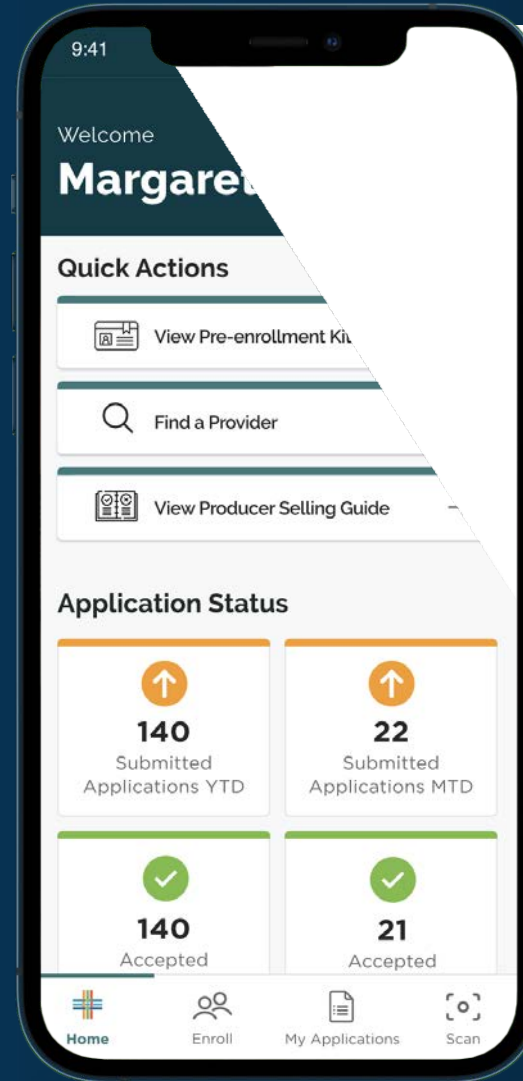 9:41
Welcome
Margaret
Quick Actions
View Pre-enrollment Kit
Find a Provider
View Producer Selling Guide
Application Status
140
Submitted
Applications YTD
22
Submitted
Applications MTD
140
Accepted
21
Accepted
Home
Enroll
My Applications
Scan